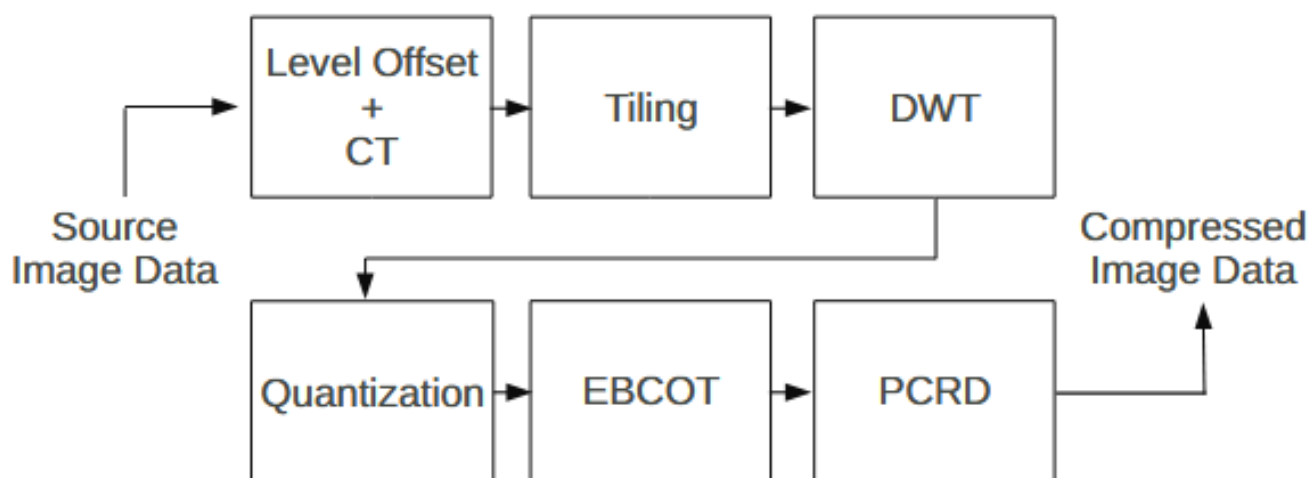 Level Offset
+
CT
Tiling
DWT
Source
Image Data
Compressed
Image Data
Quantization
EBCOT
PCRD